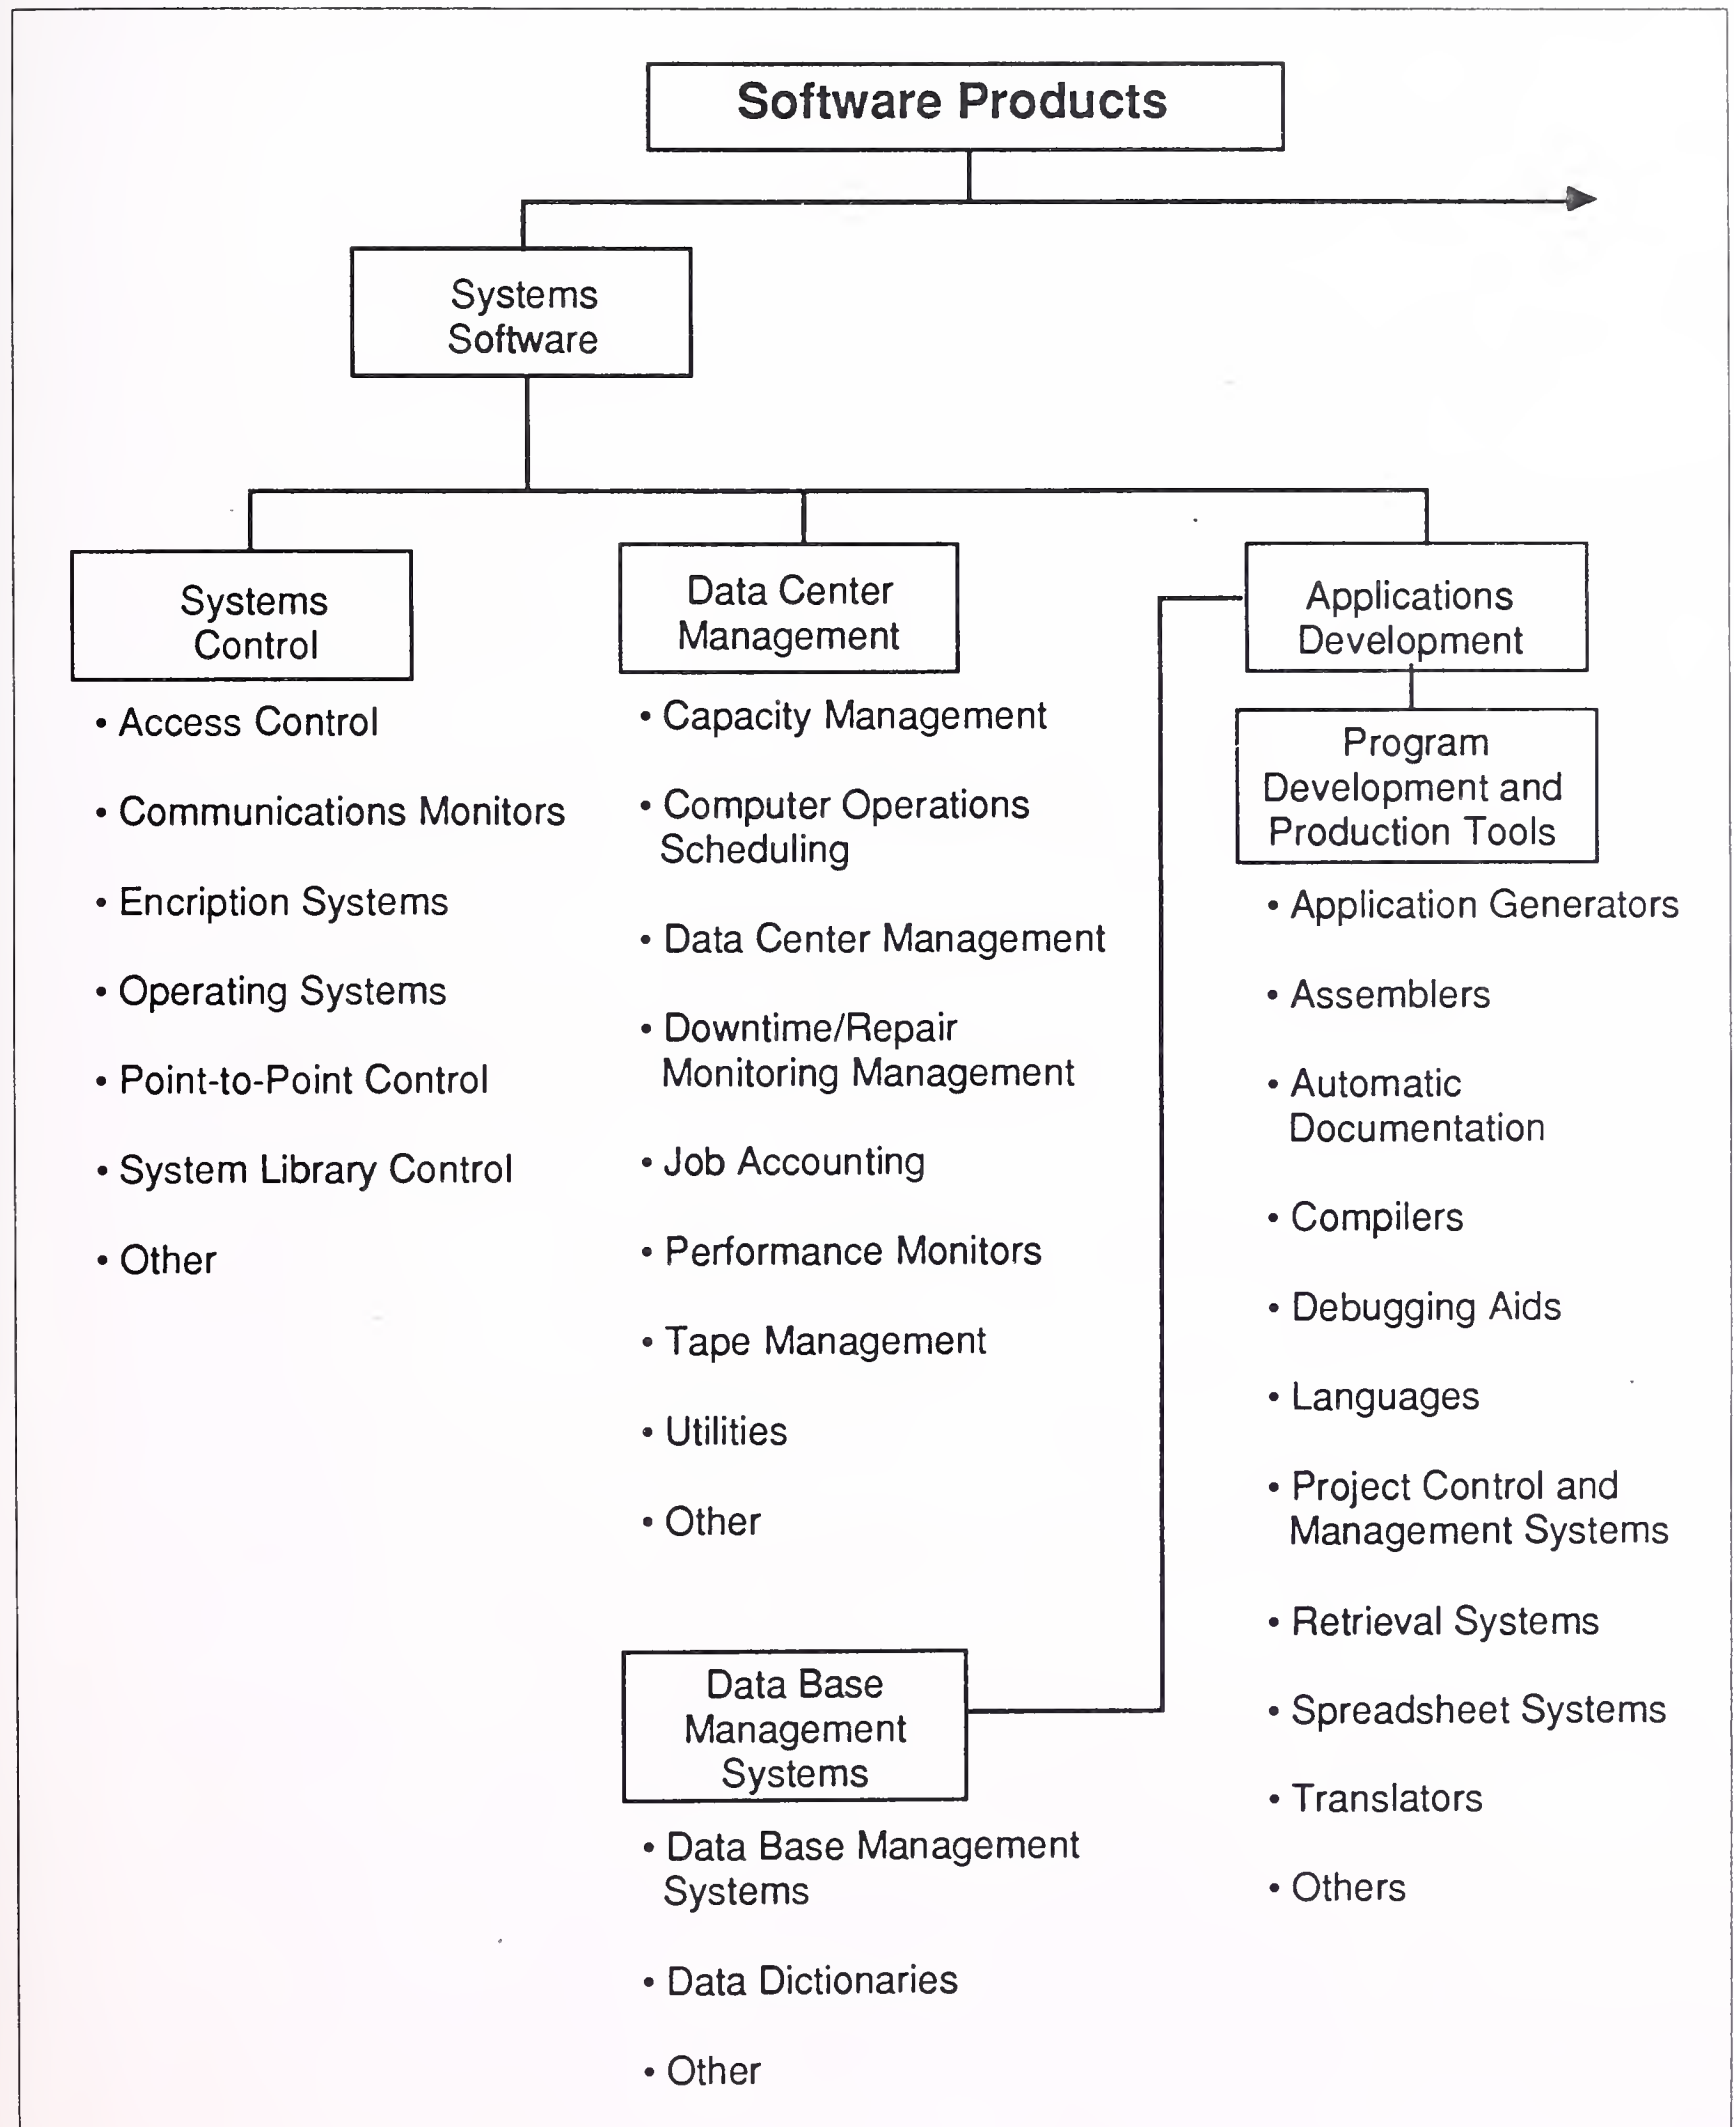 Software Products
Systems
Software
Systems
Control
• Access Control
• Communications Monitors
• Encription Systems
• Operating Systems
• Point-to-Point Control
• System Library Control
• Other
Data Center
Management
• Capacity Management
• Computer Operations
Scheduling
• Data Center Management
• Downtime/Repair
Monitoring Management
• Job Accounting
• Performance Monitors
• Tape Management
• Utilities
• Other
Data Base
Management
Systems
• Data Base Management
Systems
• Data Dictionaries
• Other
Applications
Development
Program
Development and
Production Tools
• Application Generators
• Assemblers
• Automatic
Documentation
• Compilers
• Debugging Aids
• Languages
• Project Control and
Management Systems
• Retrieval Systems
• Spreadsheet Systems
• Translators
• Others